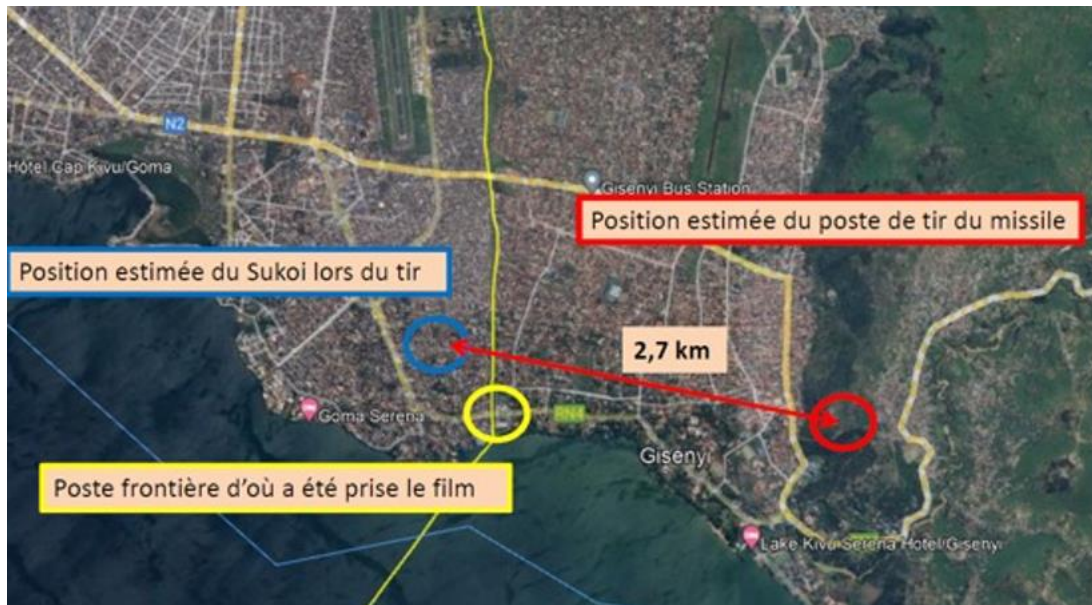 N2
Hôtel Cap Kivu/Goma
Gisenyi Bus Station
Position estimée du poste de tir du missile
Position estimée du Sukoi lors du tir
2,7 km
Goma Serena
RN4
Gisenyi
Poste frontière d'où a été prise le film
Lake Kivu Serena Hotel/Gisenyi